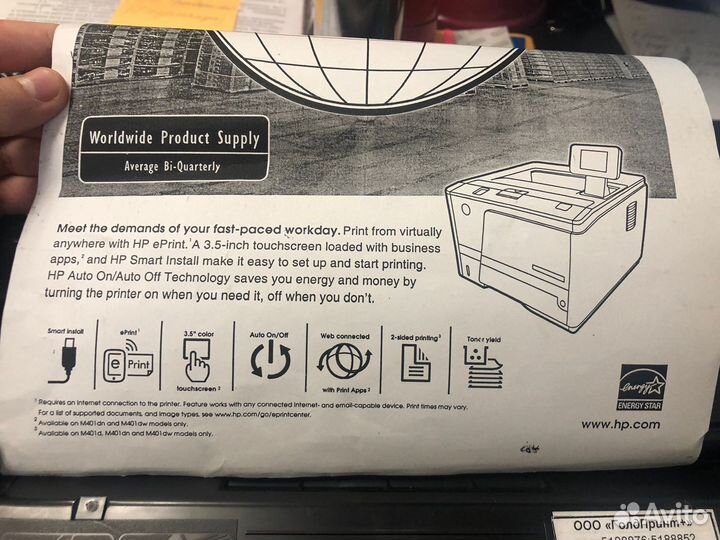 Worldwide Product Supply
Average Bi-Quarterly
Meet the demands of your fast-paced workday. Print from virtually
anywhere with HP ePrint.¹ A 3.5-inch touchscreen loaded with business
apps,² and HP Smart Install make it easy to set up and start printing.
HP Auto On/Auto Off Technology saves you energy and money by
turning the printer on when you need it, off when you don't.
Smart install
ePrint¹
3.5" color
touchscreen ²
Auto On/Off
Web connected
with Print Apps²
2-sided printing³
Toner yield
e Print
¹ Requires an Internet connection to the printer. Feature works with any connected Internet- and email-capable device. Print times may vary.
For a list of supported documents, and image types, see www.hp.com/go/eprintcenter.
² Available on M401dn and M401dw models only.
³ Available on M401d, M401dn and M401dw models only.
energy
ENERGY STAR
www.hp.com
ООО «ГолдПринт+»
5188876; 5188852
Avito